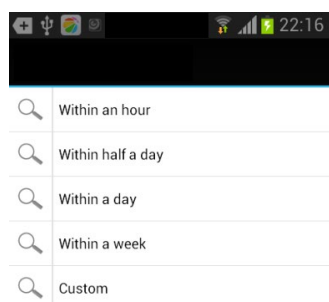 22:16
Within an hour
Within half a day
Within a day
Within a week
Custom